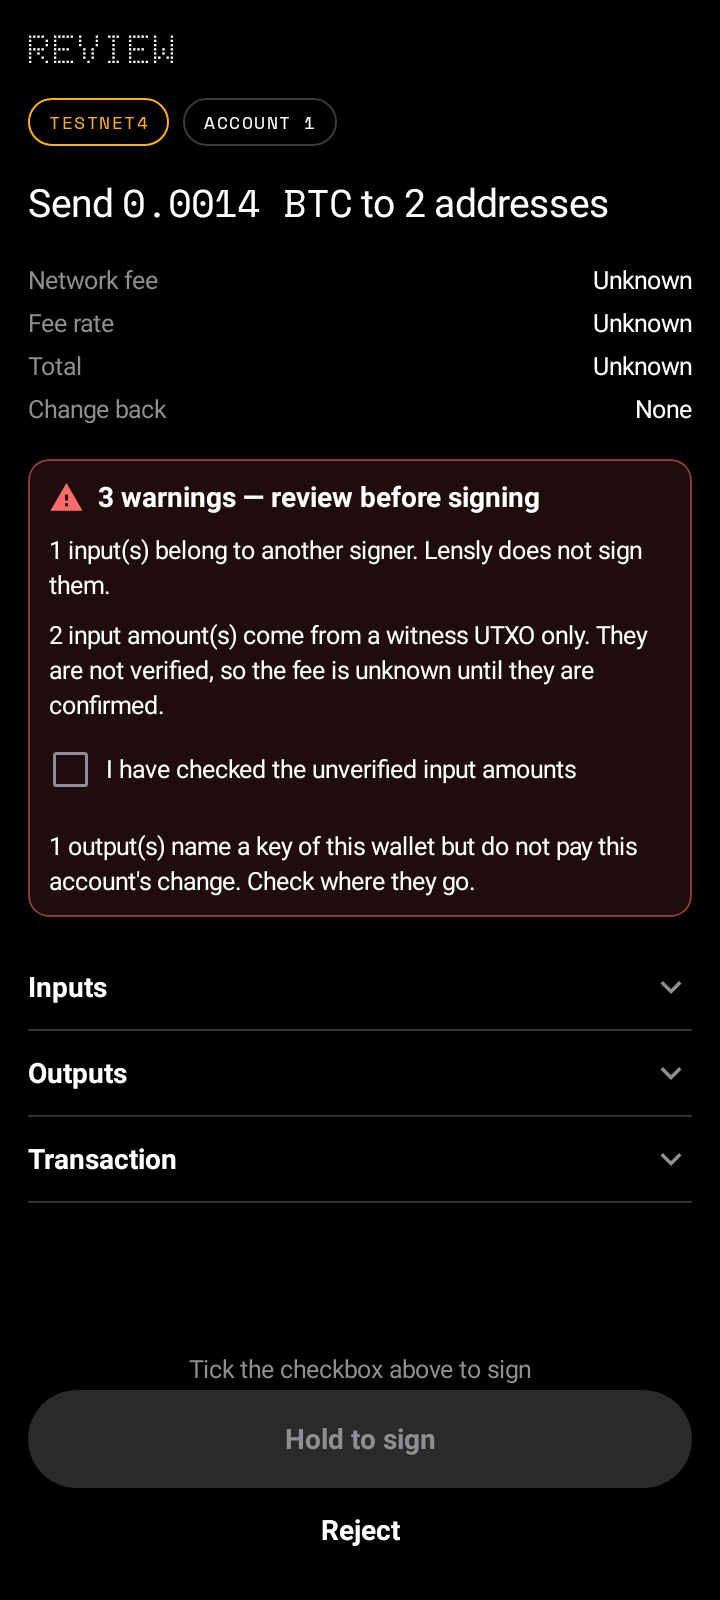 REVIEW
TESTNET4
ACCOUNT 1
Send 0.0014 BTC to 2 addresses
Network fee Unknown
Fee rate Unknown
Total Unknown
Change back None
3 warnings — review before signing
1 input(s) belong to another signer. Lensly does not sign
them.
2 input amount(s) come from a witness UTXO only. They
are not verified, so the fee is unknown until they are
confirmed.
I have checked the unverified input amounts
1 output(s) name a key of this wallet but do not pay this
account's change. Check where they go.
Inputs
Outputs
Transaction
Tick the checkbox above to sign
Hold to sign
Reject